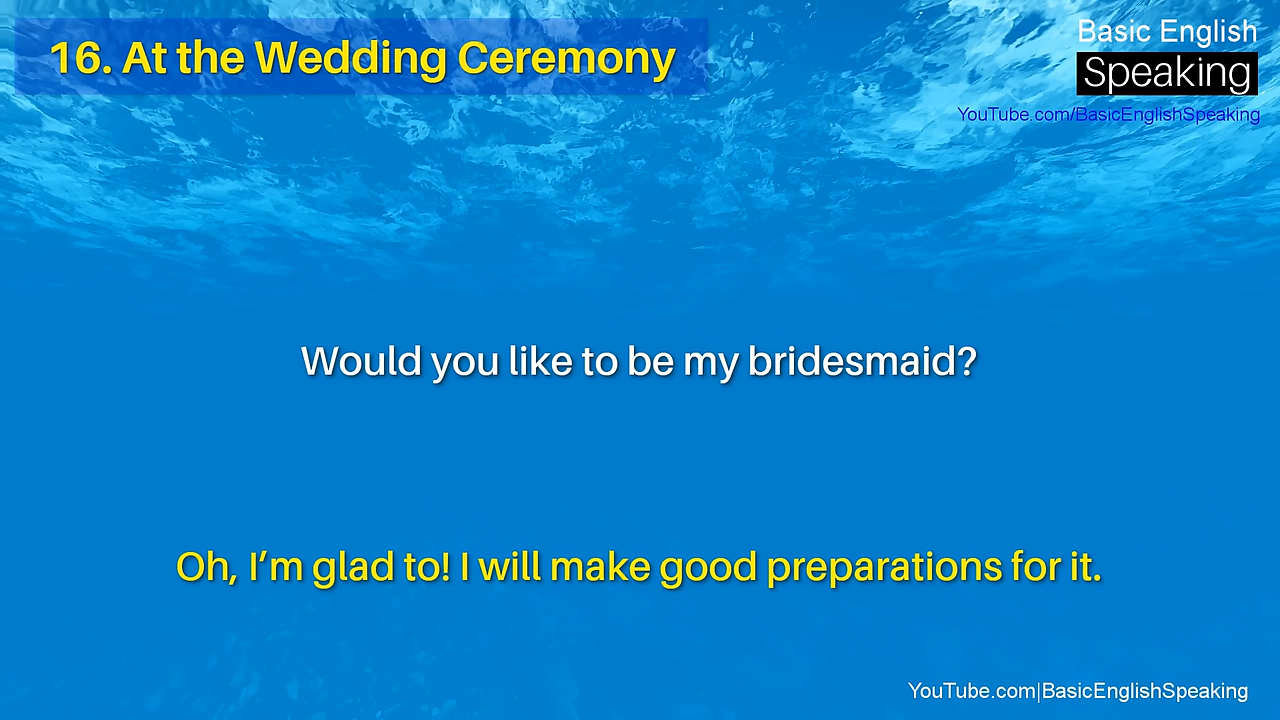 16. At the Wedding Ceremony
Basic English
Speaking
YouTube.com/BasicEnglishSpeaking
Would you like to be my bridesmaid?
Oh, I’m glad to! I will make good preparations for it.
YouTube.com|BasicEnglishSpeaking